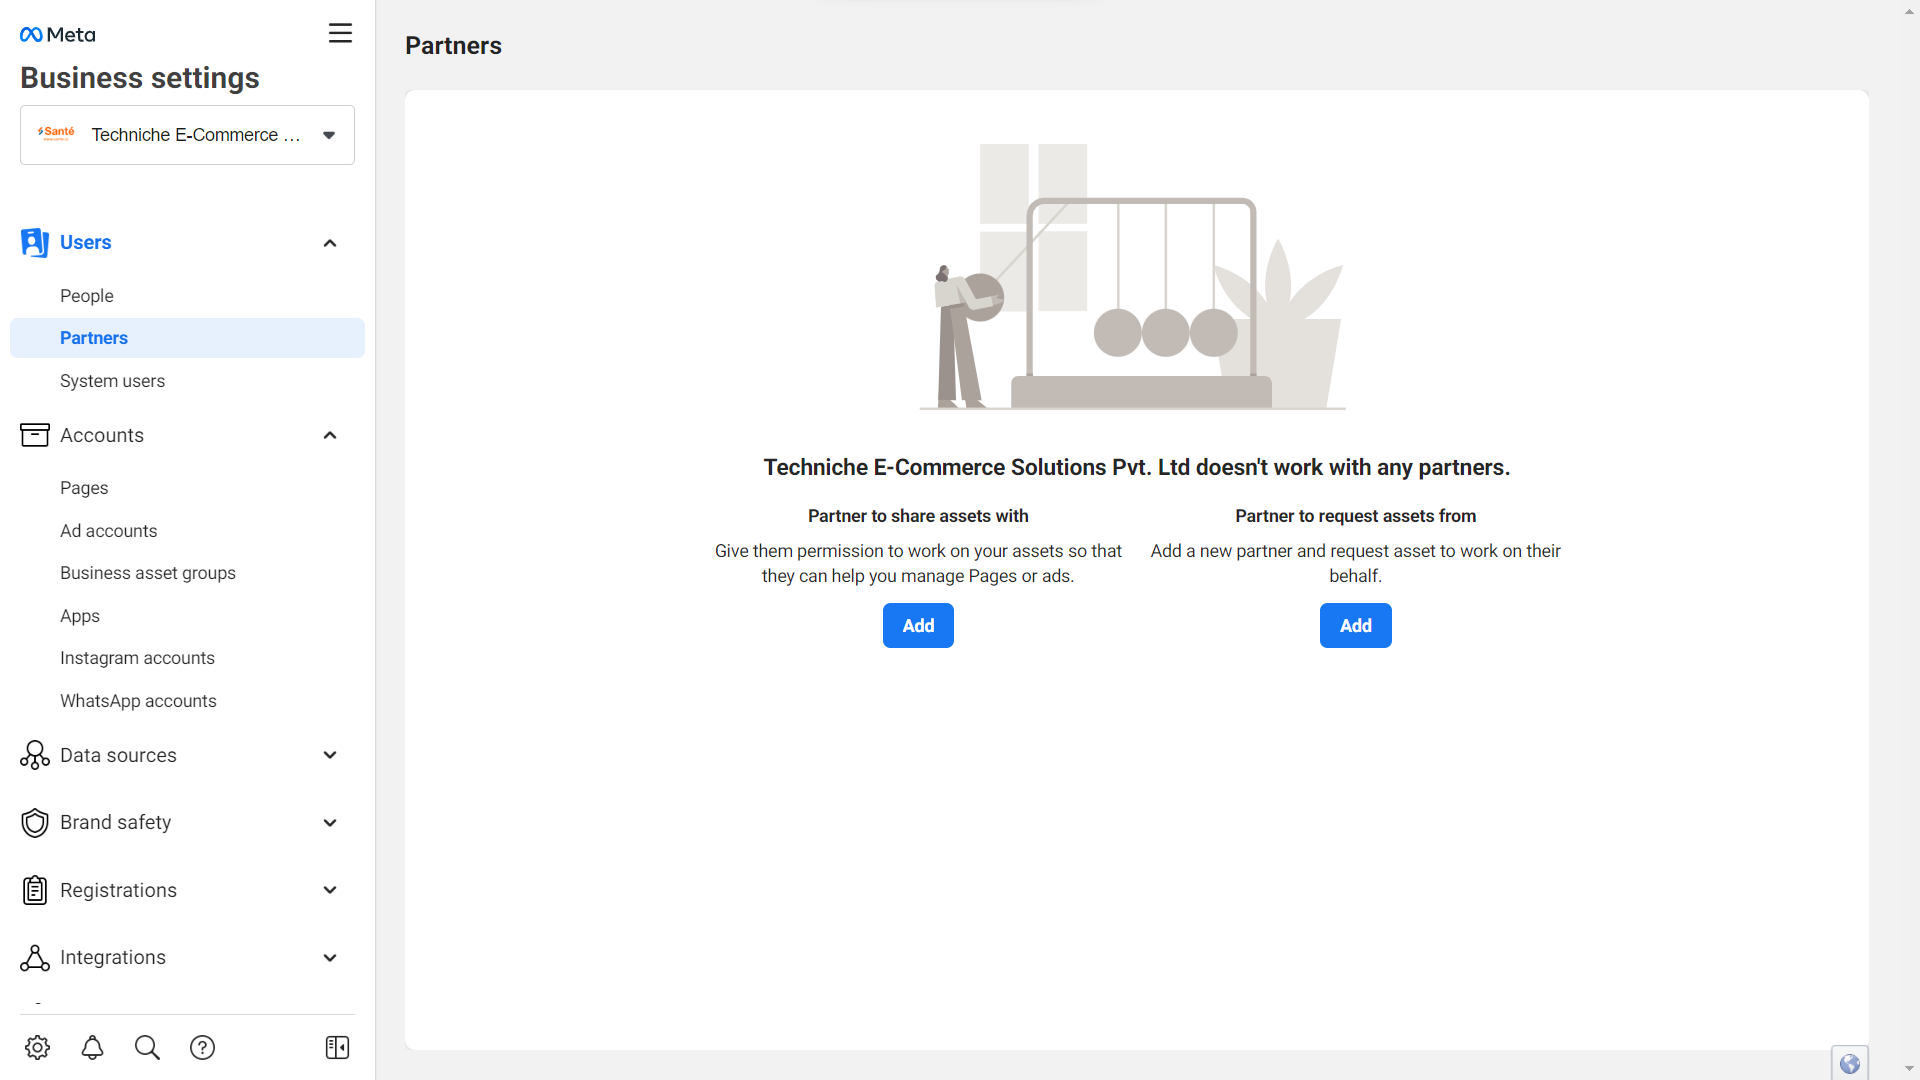 Meta
Business settings
Santé
Techniche E-Commerce ...
Users
People
Partners
System users
Accounts
Pages
Ad accounts
Business asset groups
Apps
Instagram accounts
WhatsApp accounts
Data sources
Brand safety
Registrations
Integrations
Partners
Techniche E-Commerce Solutions Pvt. Ltd doesn't work with any partners.
Partner to share assets with
Give them permission to work on your assets so that
they can help you manage Pages or ads.
Add
Partner to request assets from
Add a new partner and request asset to work on their
behalf.
Add